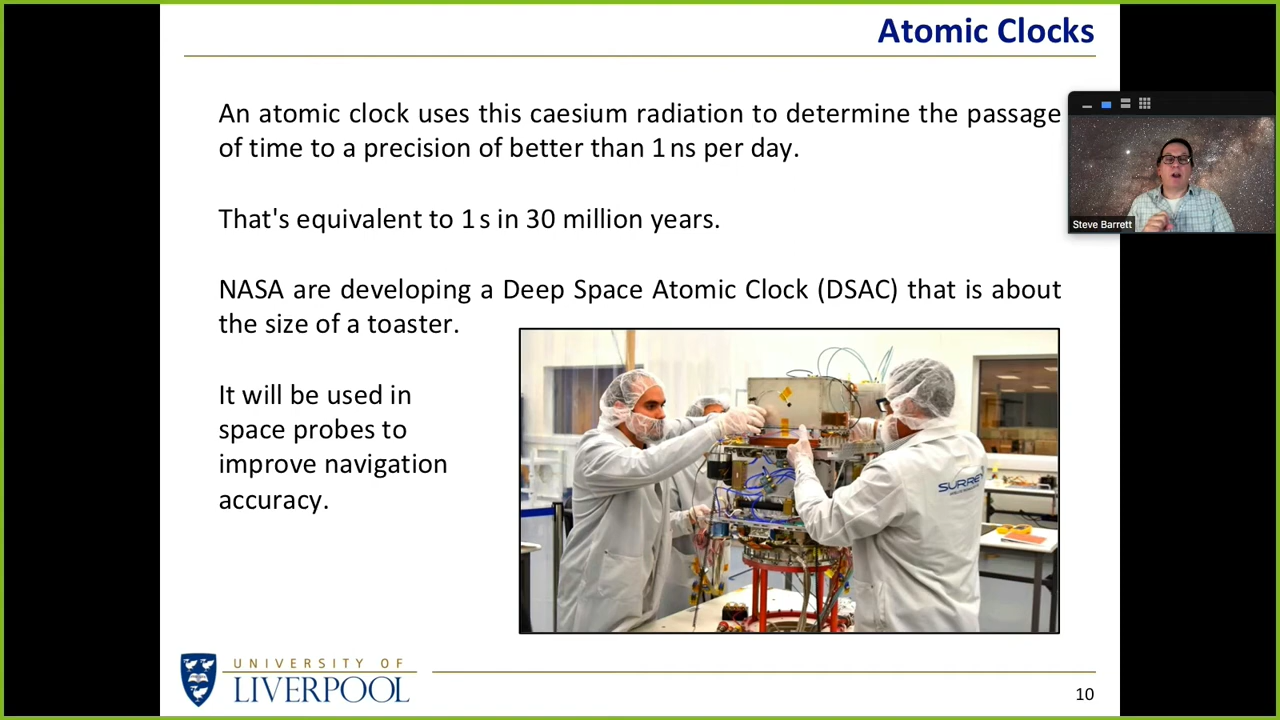 Atomic Clocks
An atomic clock uses this caesium radiation to determine the passage
of time to a precision of better than 1 ns per day.
That's equivalent to 1 s in 30 million years.
NASA are developing a Deep Space Atomic Clock (DSAC) that is about
the size of a toaster.
It will be used in
space probes to
improve navigation
accuracy.
Steve Barrett
SURREY
UNIVERSITY OF
LIVERPOOL
10